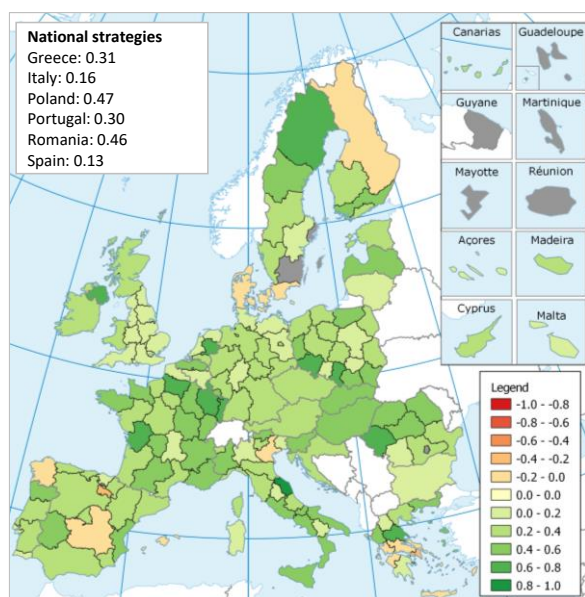 National strategies
Greece: 0.31
Italy: 0.16
Poland: 0.47
Portugal: 0.30
Romania: 0.46
Spain: 0.13
Canarias
Guadeloupe
Guyane
Martinique
Mayotte
Réunion
Açores
Madeira
Cyprus
Malta
Legend
-1.0 - -0.8
-0.8 - -0.6
-0.6 - -0.4
-0.4 - -0.2
-0.2 - 0.0
0.0 - 0.0
0.0 - 0.2
0.2 - 0.4
0.4 - 0.6
0.6 - 0.8
0.8 - 1.0